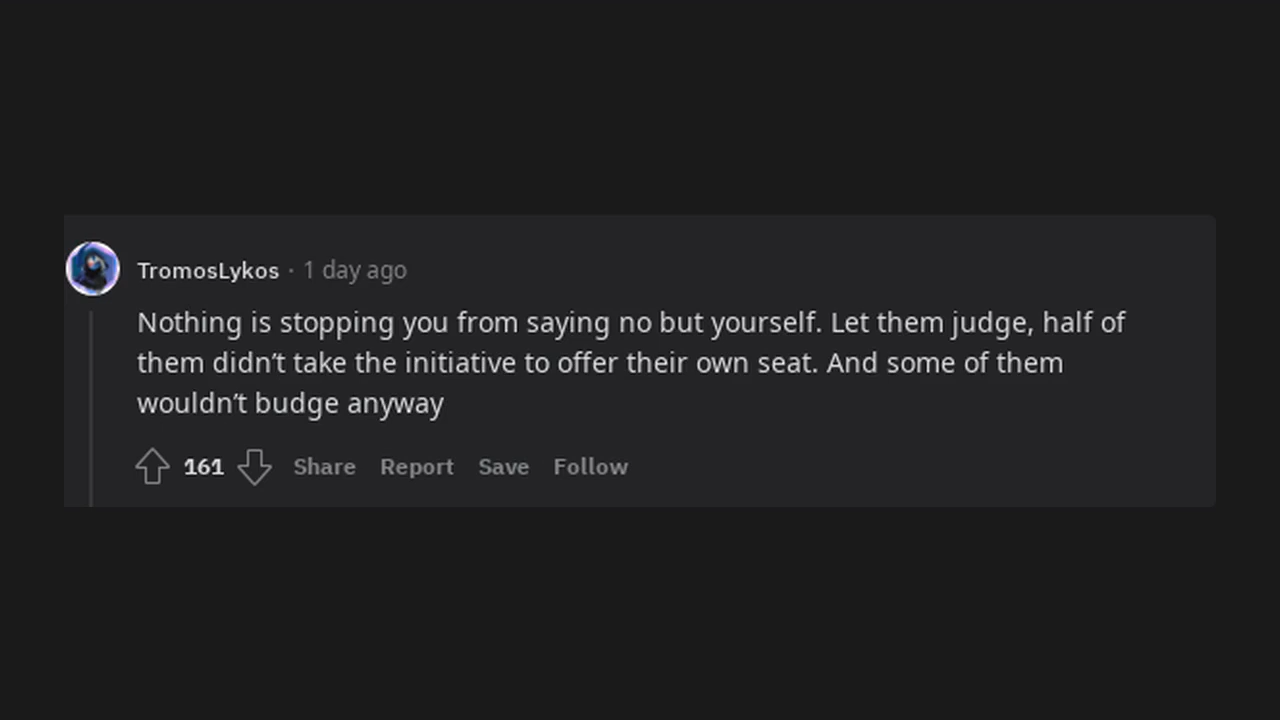 TromosLykos · 1 day ago
Nothing is stopping you from saying no but yourself. Let them judge, half of
them didn’t take the initiative to offer their own seat. And some of them
wouldn’t budge anyway
161 Share Report Save Follow